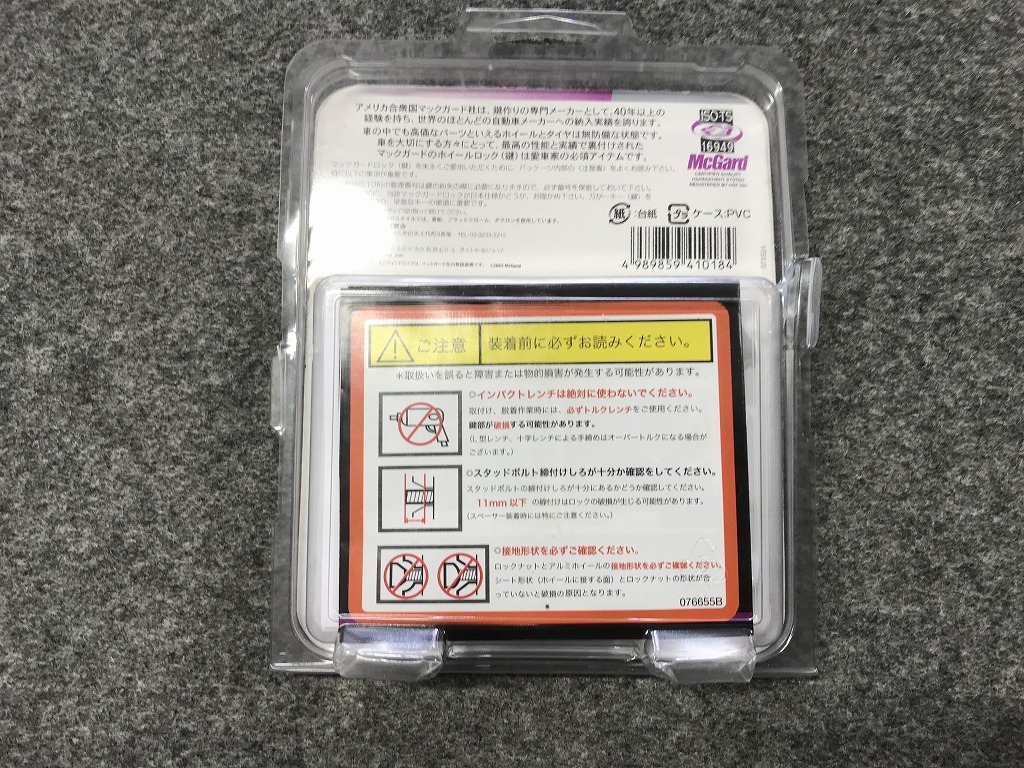 アメリカ合衆国マックガード社は、鍵作りの専門メーカーとして、40年以上の
経験を持ち、世界のほとんどの自動車メーカーへの納入実績を誇ります。
車の中でも高価なパーツといえるホイールとタイヤは無防備な状態です。
車を大切にする方々にとって、最高の性能と実績で裏付けされた
マックガードのホイールロック(鍵)は愛車家の必須アイテムです。
ISO-TS
16949
McGard
CERTIFIED QUALITY
MANAGEMENT SYSTEM
紙:台紙
プラ ケース:PVC
4 989859 410184
ご注意
装着前に必ずお読みください。
*取扱いを誤ると障害または物的損害が発生する可能性があります。
○インパクトレンチは絶対に使わないでください。
取付け、脱着作業時には、必ずトルクレンチをご使用ください。
鍵部が破損する可能性があります。
(L型レンチ、十字レンチによる手締めはオーバートルクになる場合が
ございます。)
○スタッドボルト締付けしろが十分か確認をしてください。
スタッドボルトの締付けしろが十分にあるかどうか確認してください。
11mm以下 の締付けはロックの破損が生じる可能性があります。
(スペーサー装着時には特にご注意ください。)
○接地形状を必ずご確認ください。
ロックナットとアルミホイールの接地形状を必ずご確認ください。
シート形状(ホイールに接する面)とロックナットの形状が合
っていないと破損の原因となります。
076655B